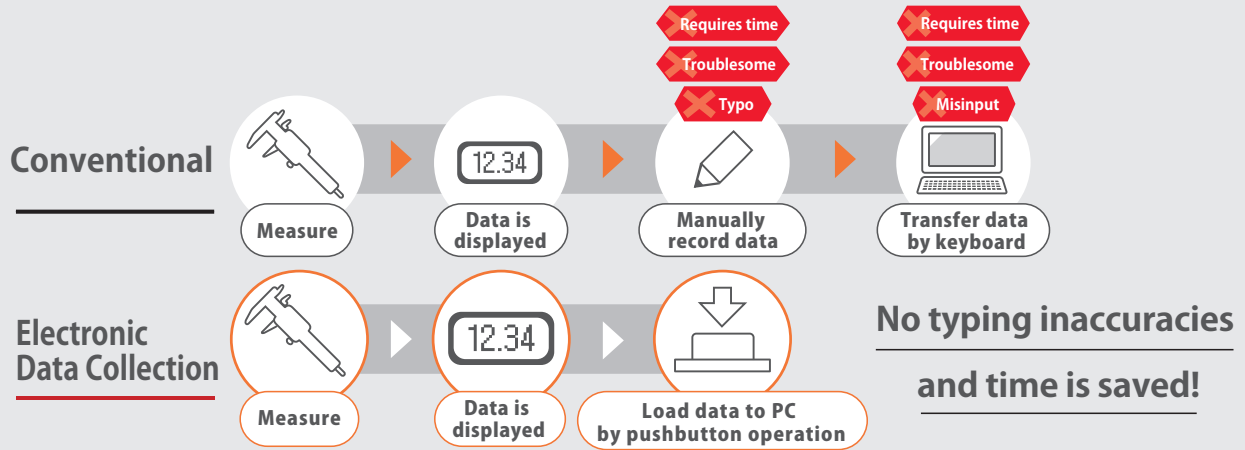 Requires time
Troublesome
Typo
Requires time
Troublesome
Misinput
Conventional
12.34
Measure
Data is
displayed
Manually
record data
Transfer data
by keyboard
Electronic
Data Collection
12.34
Measure
Data is
displayed
Load data to PC
by pushbutton operation
No typing inaccuracies
and time is saved!